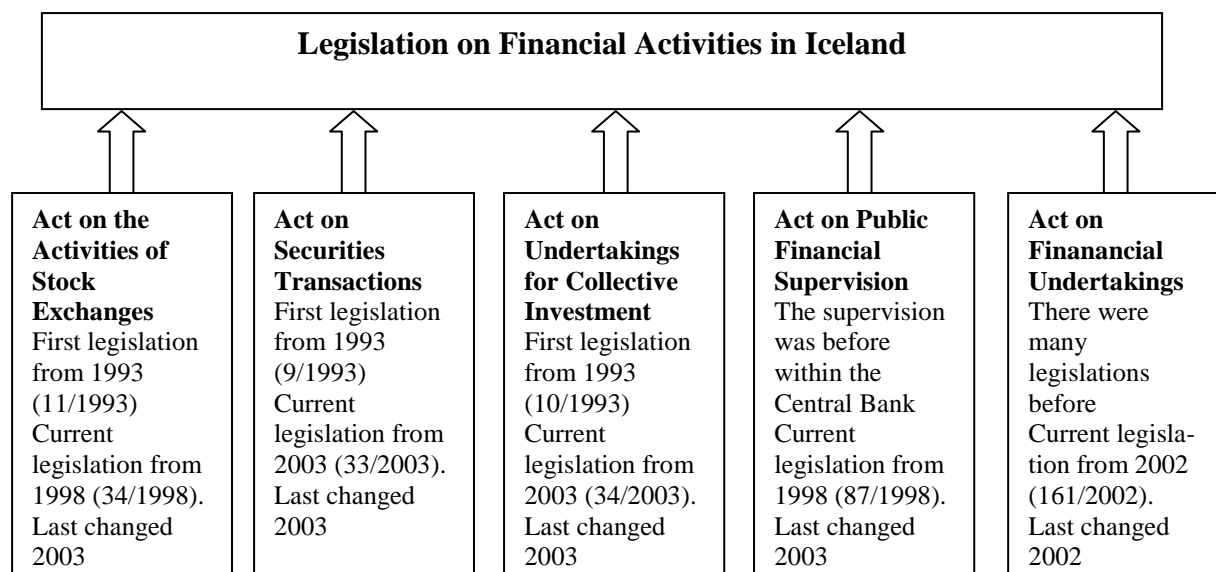 Legislation on Financial Activities in Iceland
Act on the
Activities of
Stock
Exchanges
First legislation
from 1993
(11/1993)
Current
legislation from
1998 (34/1998).
Last changed
2003
Act on
Securities
Transactions
First legislation
from 1993
(9/1993)
Current
legislation from
2003 (33/2003).
Last changed
2003
Act on
Undertakings
for Collective
Investment
First legislation
from 1993
(10/1993)
Current
legislation from
2003 (34/2003).
Last changed
2003
Act on Public
Financial
Supervision
The supervision
was before
within the
Central Bank
Current
legislation from
1998 (87/1998).
Last changed
2003
Act on
Finanancial
Undertakings
There were
many
legislations
before
Current legisla-
tion from 2002
(161/2002).
Last changed
2002